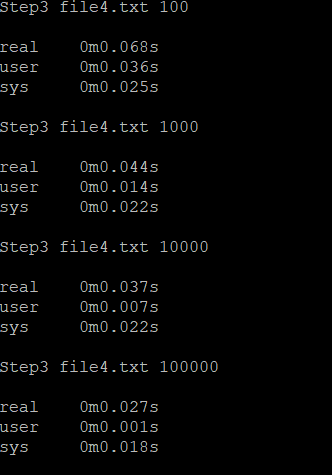 Step3 file4.txt 100
real 0m0.068s
user 0m0.036s
sys 0m0.025s
Step3 file4.txt 1000
real 0m0.044s
user 0m0.014s
sys 0m0.022s
Step3 file4.txt 10000
real 0m0.037s
user 0m0.007s
sys 0m0.022s
Step3 file4.txt 100000
real 0m0.027s
user 0m0.001s
sys 0m0.018s